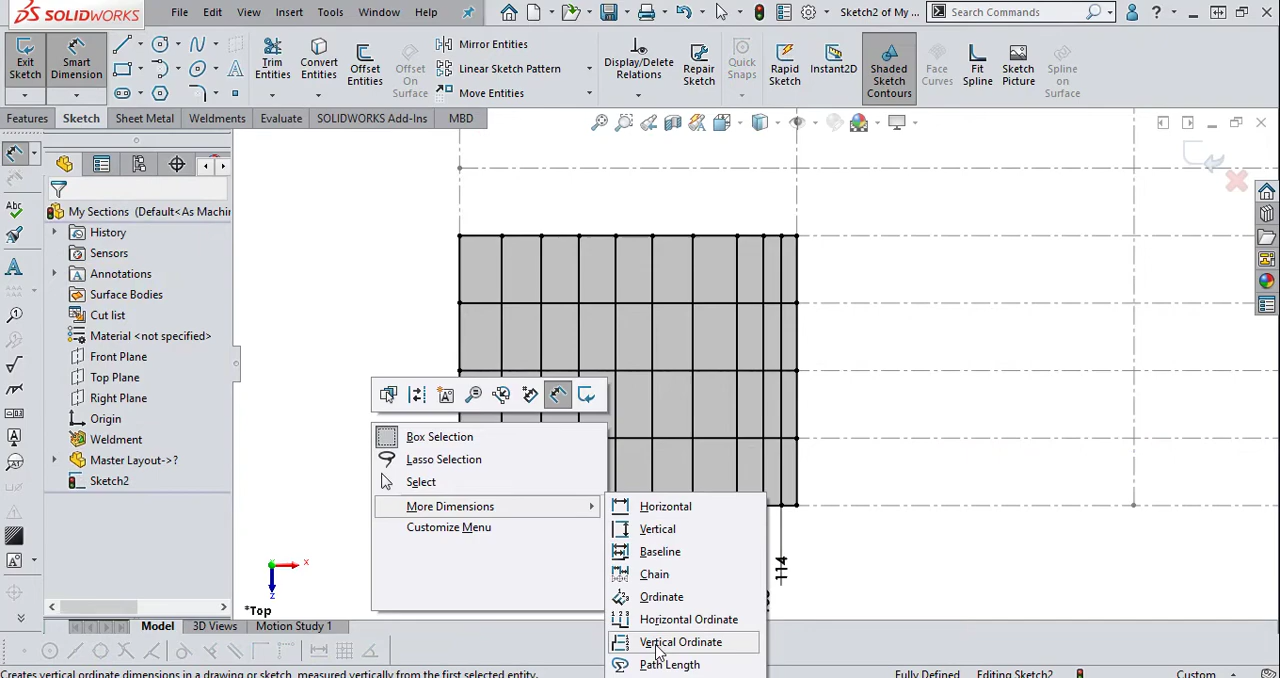 SOLIDWORKS File Edit View Insert Tools Window Help Sketch2 of My ... Search Commands ?
Exit Sketch
Smart Dimension
Trim Entities
Convert Entities
Offset Entities
Offset On Surface
Mirror Entities
Linear Sketch Pattern
Move Entities
Display/Delete Relations
Repair Sketch
Quick Snaps
Rapid Sketch
Instant2D
Shaded Sketch Contours
Face Curves
Fit Spline
Sketch Picture
Spline on Surface
Features Sketch Sheet Metal Weldments Evaluate SOLIDWORKS Add-Ins MBD
My Sections (Default<As Machin
History
Sensors
Annotations
Surface Bodies
Cut list
Material <not specified>
Front Plane
Top Plane
Right Plane
Origin
Weldment
Master Layout->?
Sketch2
Box Selection
Lasso Selection
Select
More Dimensions
Customize Menu
Horizontal
Vertical
Baseline
Chain
Ordinate
Horizontal Ordinate
Vertical Ordinate
Path Length
114
x
z
*Top
Model 3D Views Motion Study 1
Creates vertical ordinate dimensions in a drawing or sketch, measured vertically from the first selected entity. Fully Defined Editing Sketch2 Custom